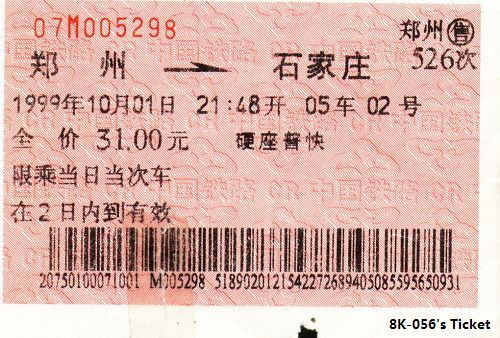 07M005298
郑州 售
郑 州 → 石家庄 526次
1999年10月01日 21:48开 05车 02号
全 价 31.00元 硬座普快
限乘当日当次车
在2日内到有效
20750100071001 M005298 51890201215422726894050855956 50931
8K-056's Ticket